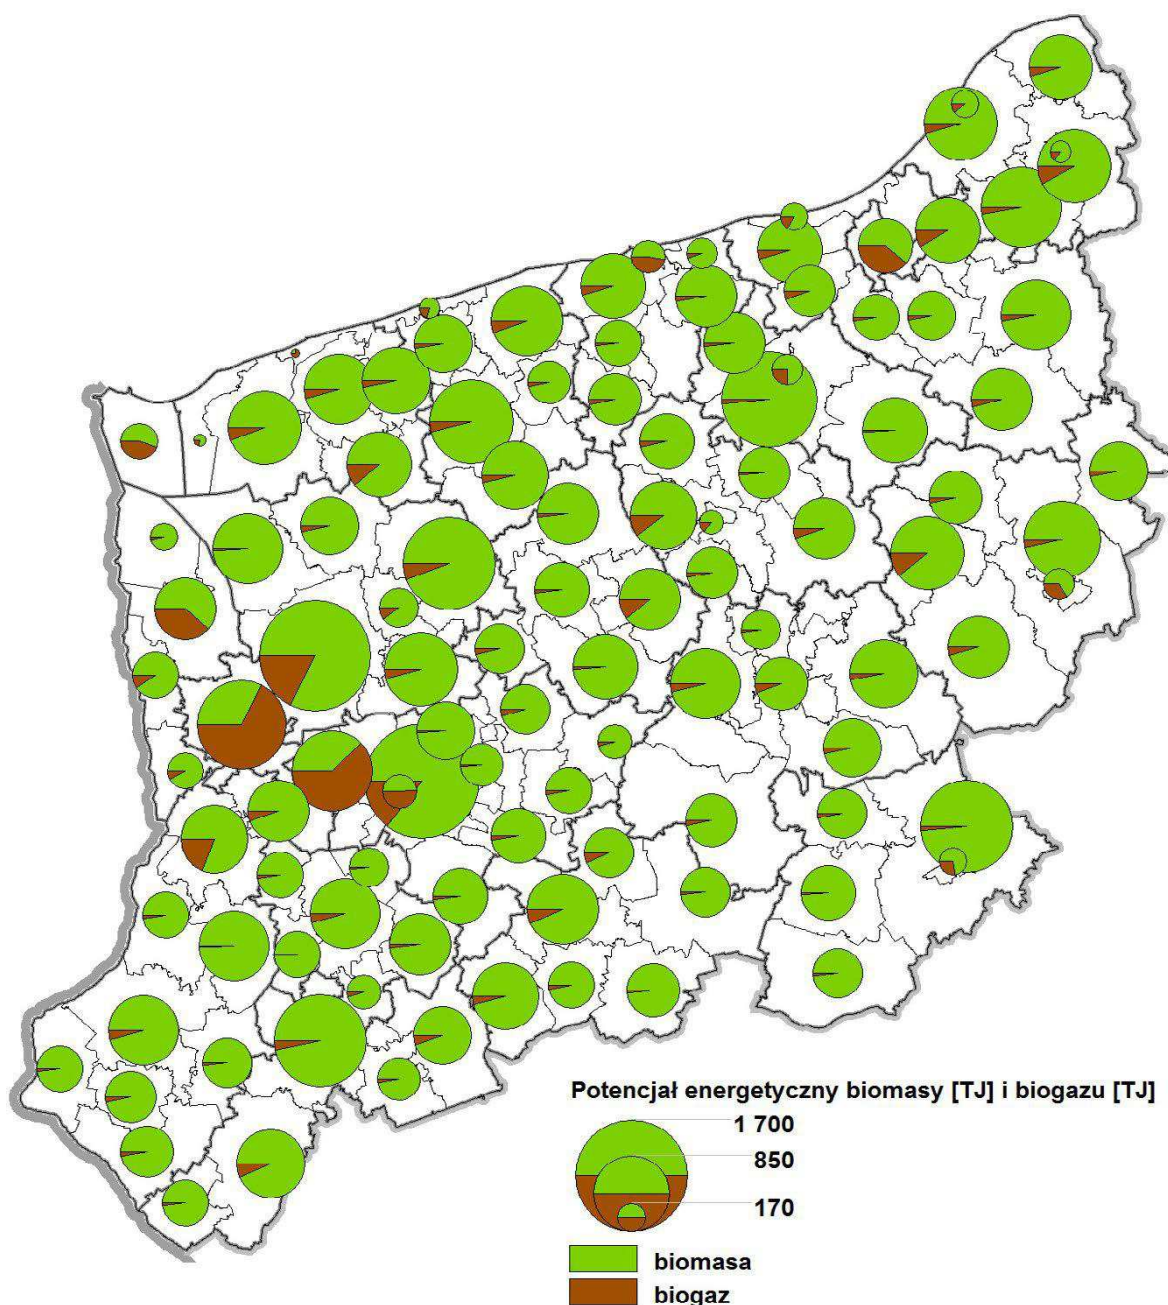 Potencjał energetyczny biomasy [TJ] i biogazu [TJ]
1 700
850
170
biomasa
biogaz